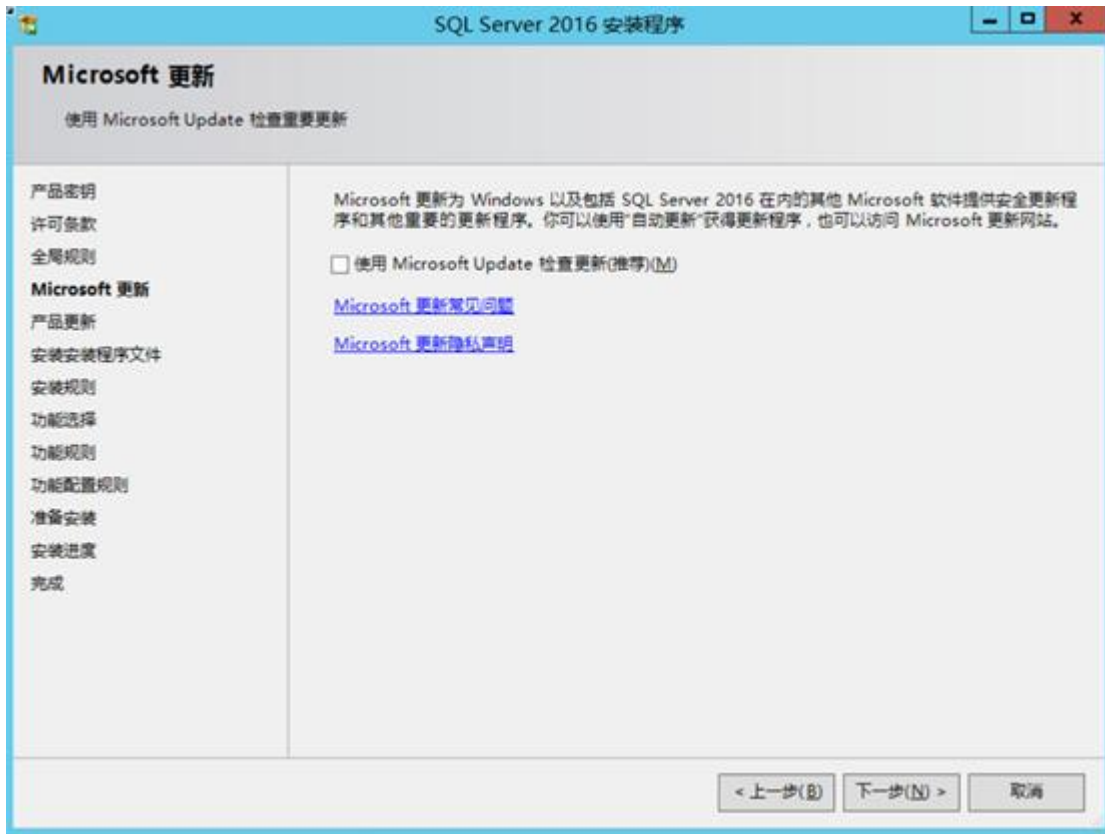 SQL Server 2016 安装程序
Microsoft 更新
使用 Microsoft Update 检查重要更新
产品密钥
许可条款
全局规则
Microsoft 更新
产品更新
安装安装程序文件
安装规则
功能选择
功能规则
功能配置规则
准备安装
安装进度
完成
Microsoft 更新为 Windows 以及包括 SQL Server 2016 在内的其他 Microsoft 软件提供安全更新程
序和其他重要的更新程序。你可以使用“自动更新”获得更新程序，也可以访问 Microsoft 更新网站。
使用 Microsoft Update 检查更新(推荐)(M)
Microsoft 更新常见问题
Microsoft 更新隐私声明
< 上一步(B)
下一步(N) >
取消